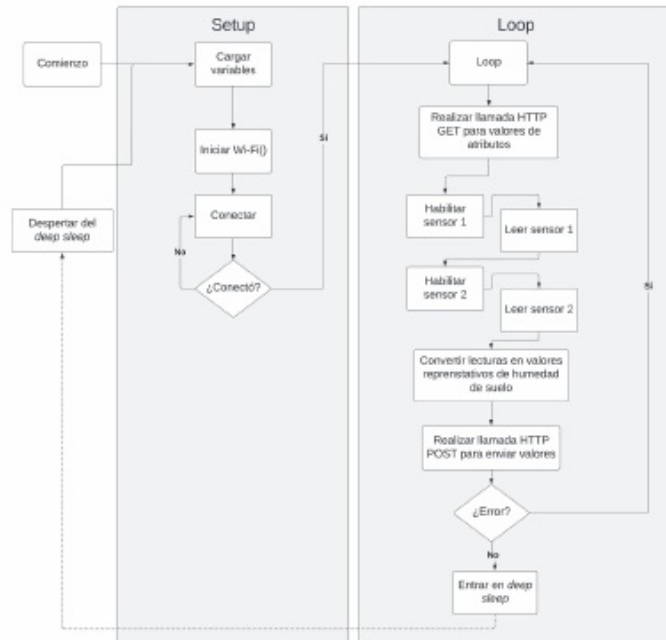 Setup
Comienzo
Cargar
variables
Iniciar Wi-Fi()
Conectar
Despertar del
deep sleep
No
¿Conectó?
Sí
Loop
Loop
Realizar llamada HTTP
GET para valores de
atributos
Habilitar
sensor 1
Leer sensor 1
Habilitar
sensor 2
Leer sensor 2
Convertir lecturas en valores
reprenstativos de humedad
de suelo
Realizar llamada HTTP
POST para enviar valores
¿Error?
Sí
No
Entrar en deep
sleep